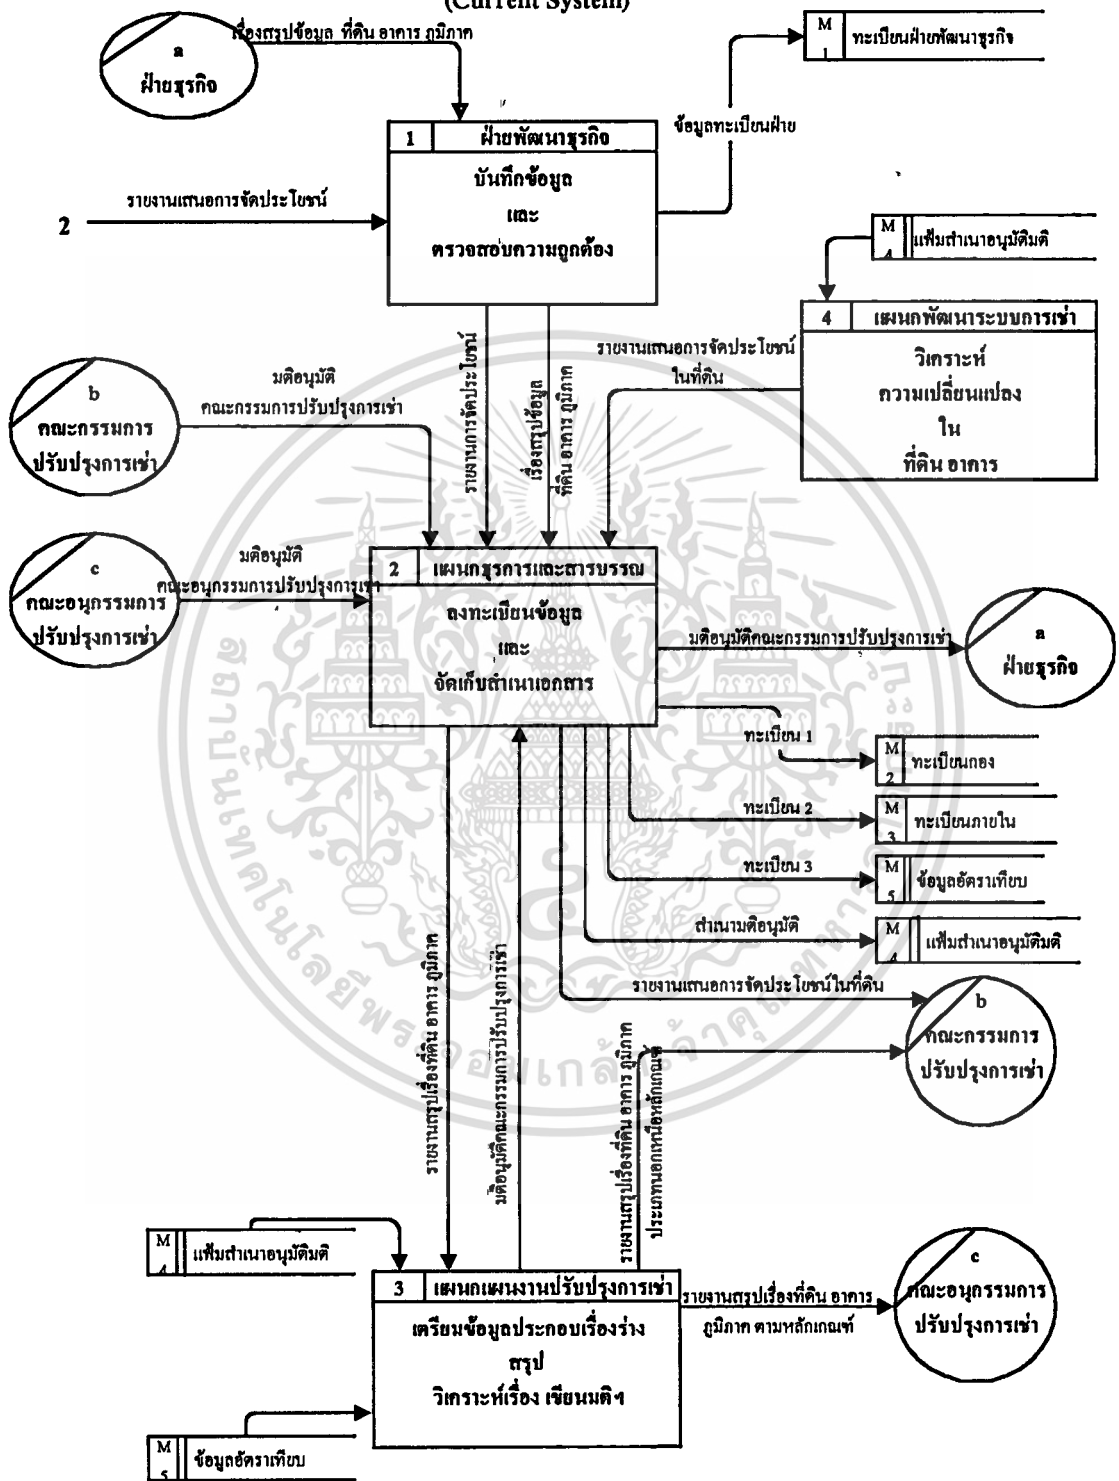 (Current System)
เรื่องสรุปข้อมูล ที่ดิน อาคาร ภูมิภาค
a
ฝ่ายธุรกิจ
M
1
ทะเบียนฝ่ายพัฒนาธุรกิจ
1
ฝ่ายพัฒนาธุรกิจ
ข้อมูลทะเบียนฝ่าย
บันทึกข้อมูล
และ
ตรวจสอบความถูกต้อง
รายงานเสนอการจัดประโยชน์
2
M
4
แฟ้มสำเนาอนุมัติมติ
4
แผนกพัฒนาระบบการเช่า
วิเคราะห์
ความเปลี่ยนแปลง
ใน
ที่ดิน อาคาร
รายงานเสนอการจัดประโยชน์
ในที่ดิน
รายงานการจัดประโยชน์
เรื่องสรุปข้อมูล
ที่ดิน อาคาร ภูมิภาค
b
คณะกรรมการ
ปรับปรุงการเช่า
มติอนุมัติ
คณะกรรมการปรับปรุงการเช่า
c
คณะอนุกรรมการ
ปรับปรุงการเช่า
มติอนุมัติ
คณะอนุกรรมการปรับปรุงการเช่า
2
แผนกธุรการและสารบรรณ
ลงทะเบียนข้อมูล
และ
จัดเก็บสำเนาเอกสาร
มติอนุมัติคณะกรรมการปรับปรุงการเช่า
a
ฝ่ายธุรกิจ
ทะเบียน 1
M
2
ทะเบียนกอง
ทะเบียน 2
M
3
ทะเบียนภายใน
ทะเบียน 3
M
5
ข้อมูลอัตราเทียบ
สำเนามติอนุมัติ
M
4
แฟ้มสำเนาอนุมัติมติ
รายงานเสนอการจัดประโยชน์ในที่ดิน
b
คณะกรรมการ
ปรับปรุงการเช่า
รายงานสรุปเรื่องที่ดิน อาคาร ภูมิภาค
มติอนุมัติคณะกรรมการปรับปรุงการเช่า
รายงานสรุปเรื่องที่ดิน อาคาร ภูมิภาค
ประเภทนอกเหนือหลักเกณฑ์
สถาบันเทคโนโลยีพระจอมเกล้าเจ้าคุณทหารลาดกระบัง
M
4
แฟ้มสำเนาอนุมัติมติ
3
แผนกแผนงานปรับปรุงการเช่า
เตรียมข้อมูลประกอบเรื่องร่าง
สรุป
วิเคราะห์เรื่อง เขียนมติฯ
รายงานสรุปเรื่องที่ดิน อาคาร
ภูมิภาค ตามหลักเกณฑ์
c
คณะอนุกรรมการ
ปรับปรุงการเช่า
M
5
ข้อมูลอัตราเทียบ